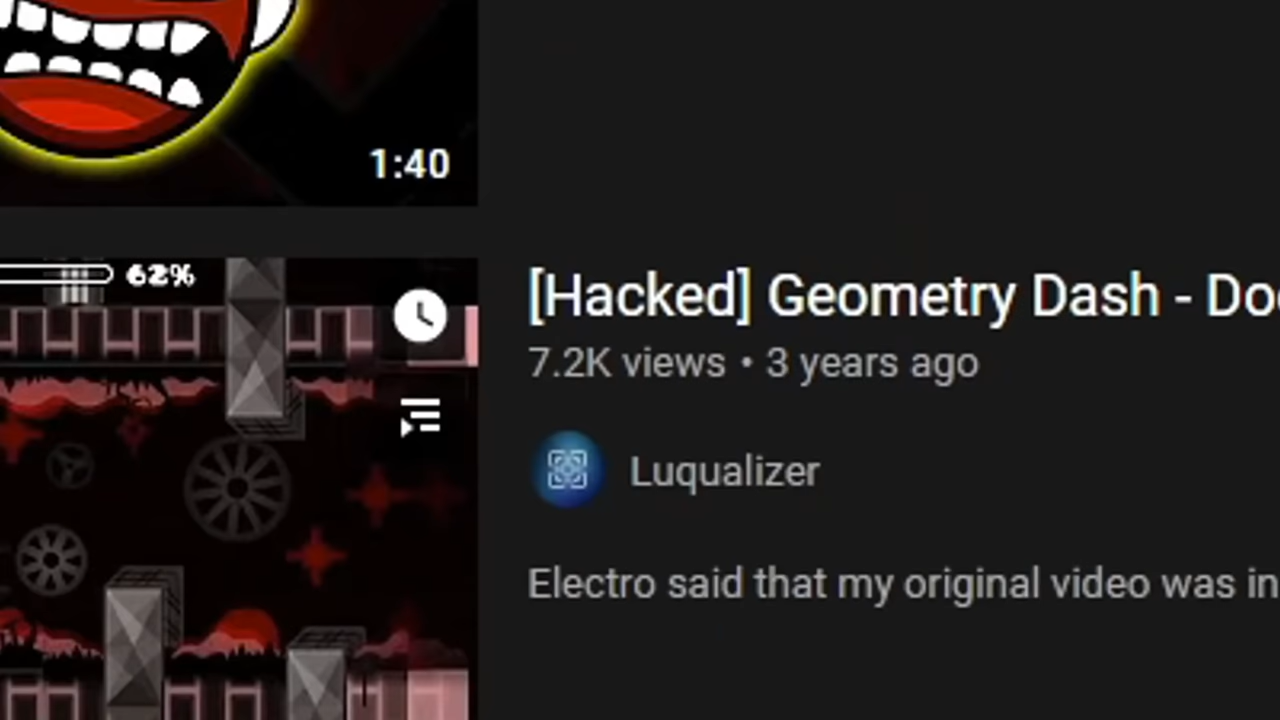 1:40
62%
[Hacked] Geometry Dash -
7.2K views • 3 years ago
Luqualizer
Electro said that my original video was in